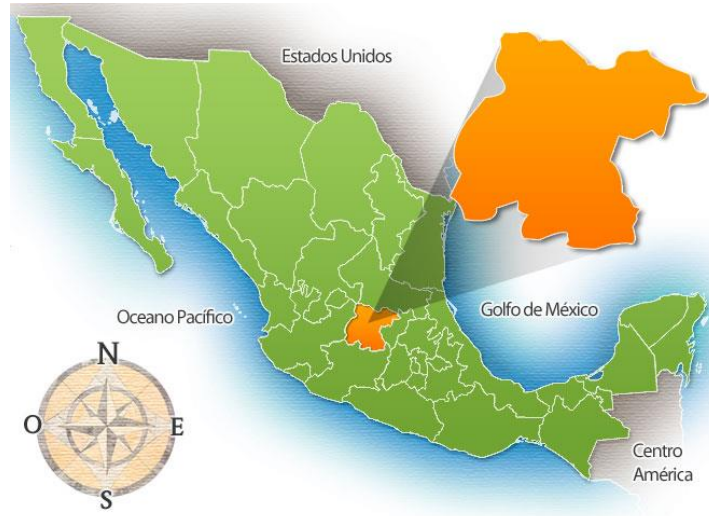 Estados Unidos
Oceano Pacífico
Golfo de México
N
O
E
S
Centro
América